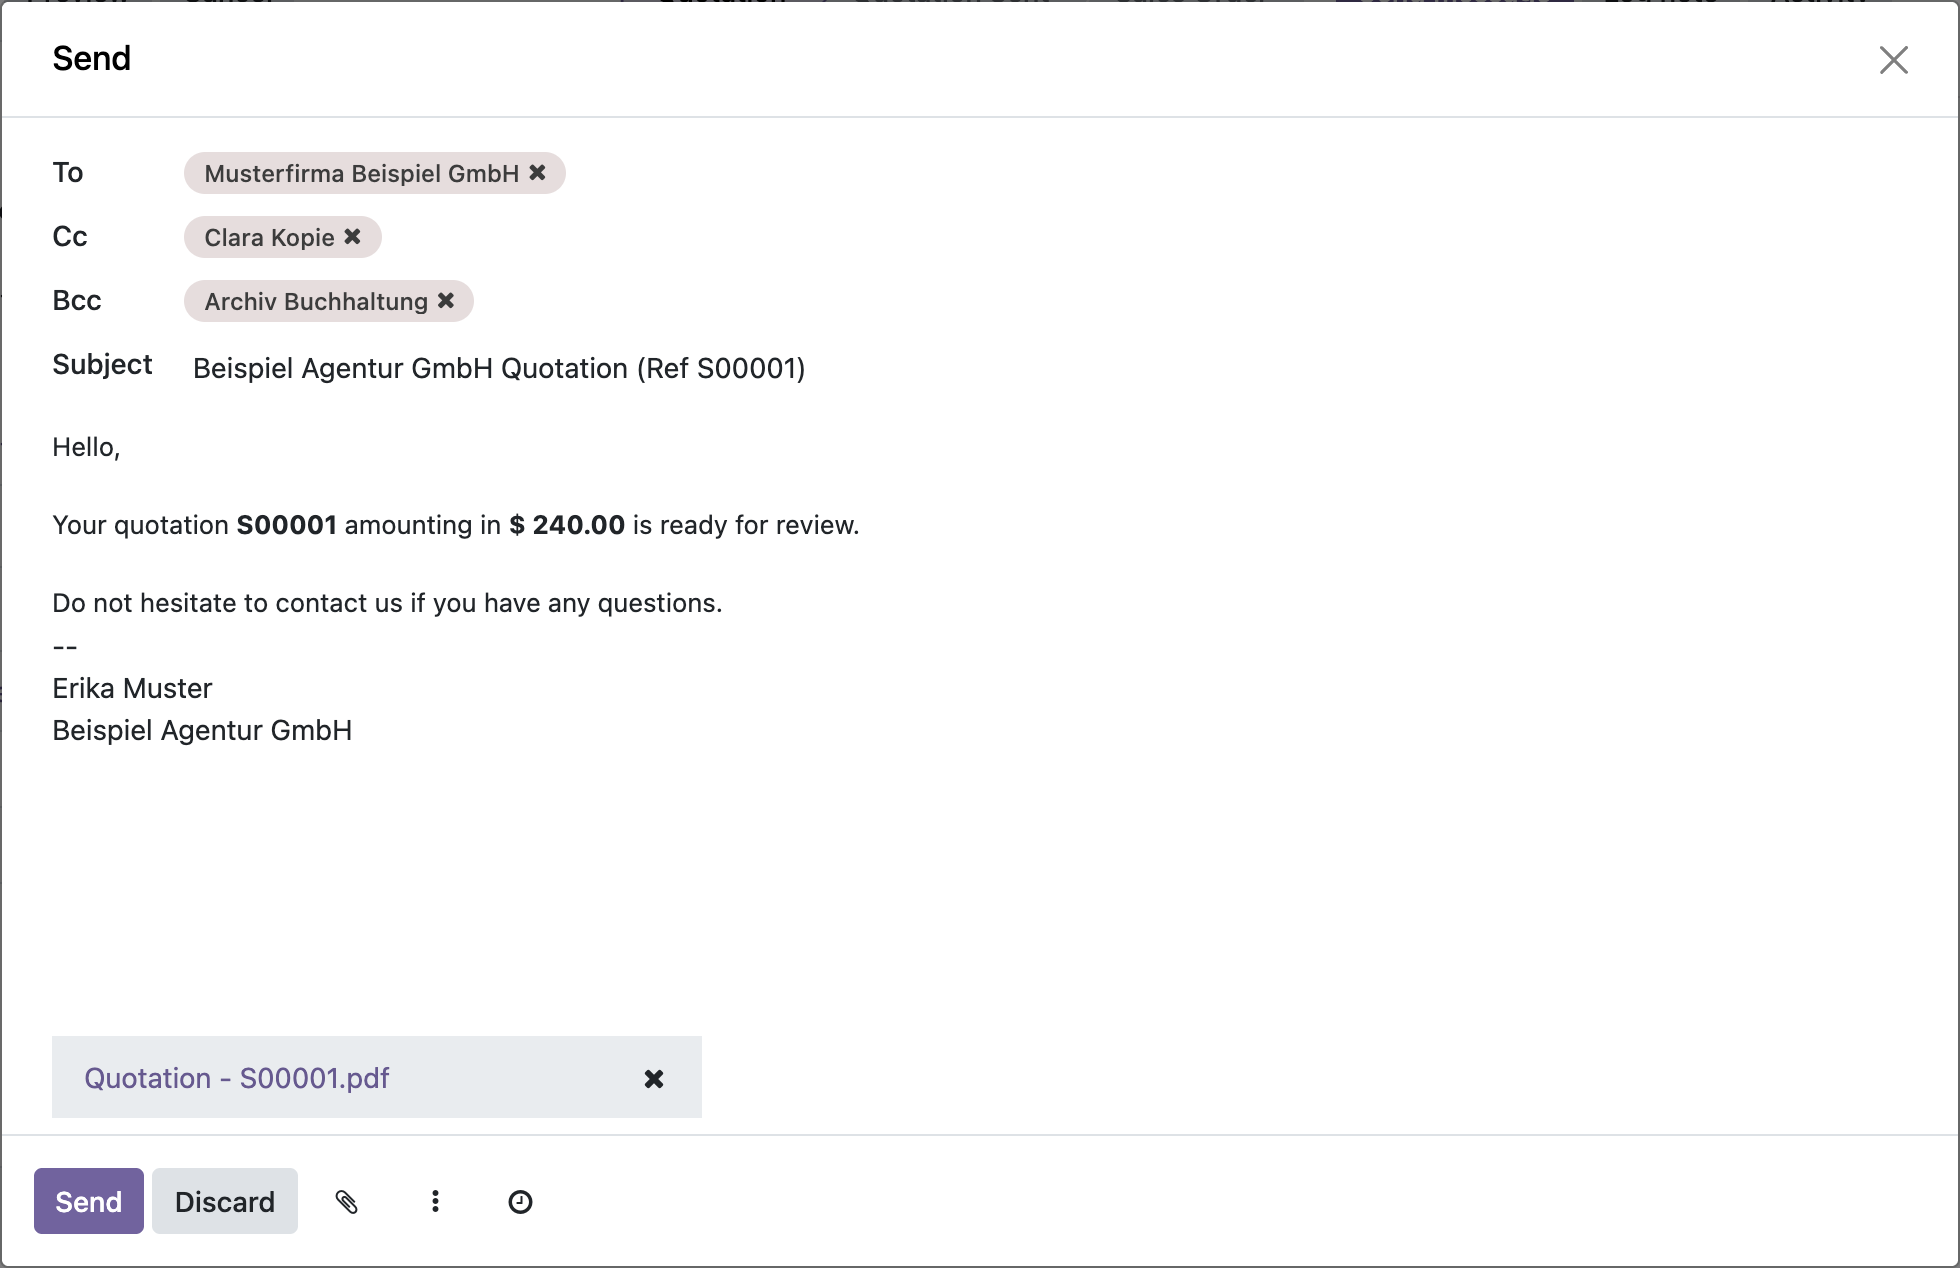 Send
To Musterfirma Beispiel GmbH
Cc Clara Kopie
Bcc Archiv Buchhaltung
Subject Beispiel Agentur GmbH Quotation (Ref S00001)
Hello,
Your quotation S00001 amounting in $ 240.00 is ready for review.
Do not hesitate to contact us if you have any questions.
--
Erika Muster
Beispiel Agentur GmbH
Quotation - S00001.pdf
Send Discard